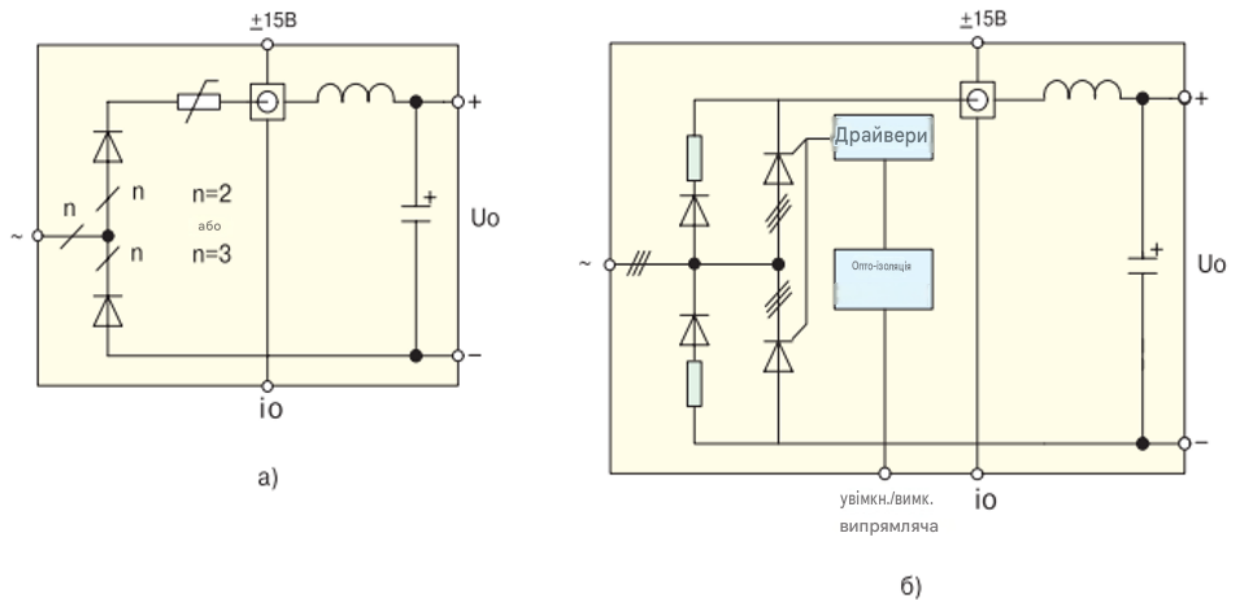 ±15В
+
n
n=2
n
або
n
n=3
~
+
Uo
−
io
а)
±15В
+
Драйвери
~
Опто-ізоляція
+
Uo
−
увімкн./вимк.
випрямляча
io
б)